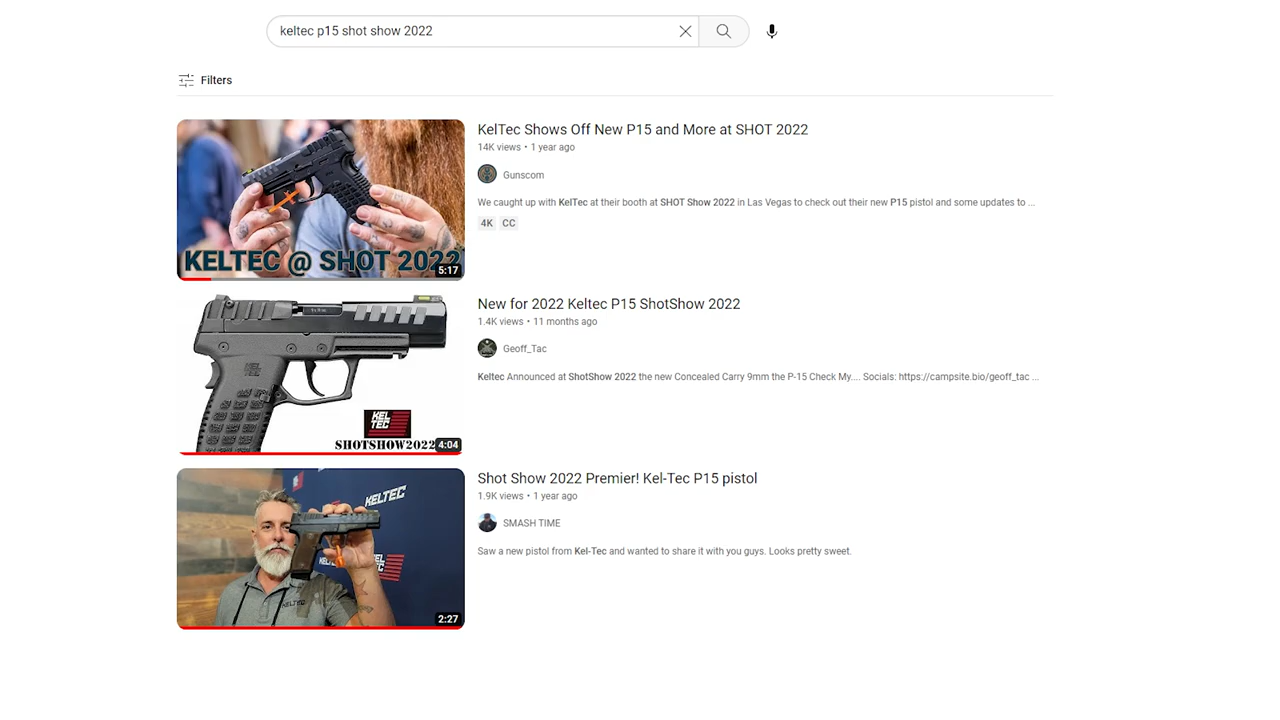 keltec p15 shot show 2022
Filters
KELTEC @ SHOT 2022
5:17
KelTec Shows Off New P15 and More at SHOT 2022
14K views • 1 year ago
Gunscom
We caught up with KelTec at their booth at SHOT Show 2022 in Las Vegas to check out their new P15 pistol and some updates to ...
4K CC
KEL
TEC
KEL
TEC
SHOTSHOW2022
4:04
New for 2022 Keltec P15 ShotShow 2022
1.4K views • 11 months ago
Geoff_Tac
Keltec Announced at ShotShow 2022 the new Concealed Carry 9mm the P-15 Check My.... Socials: https://campsite.bio/geoff_tac ...
KELTEC
KELTEC
2:27
Shot Show 2022 Premier! Kel-Tec P15 pistol
1.9K views • 1 year ago
SMASH TIME
Saw a new pistol from Kel-Tec and wanted to share it with you guys. Looks pretty sweet.